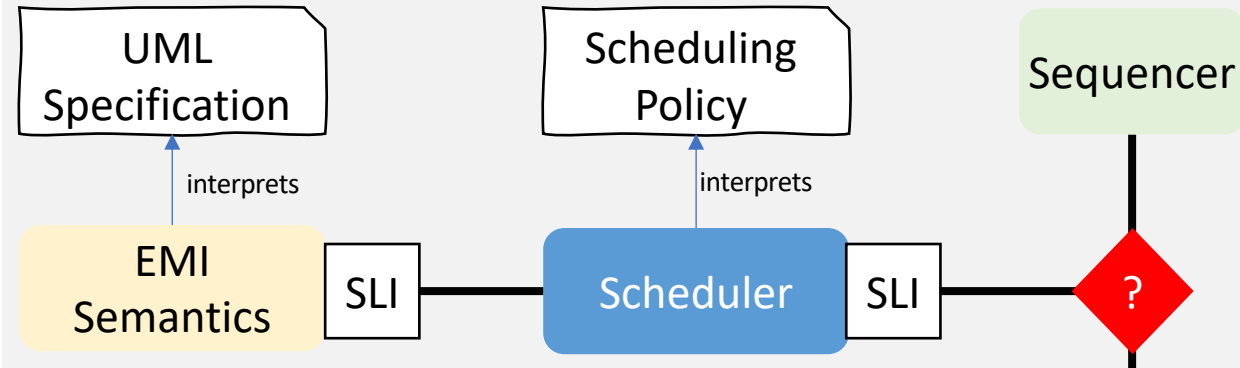 UML
Specification
Scheduling
Policy
Sequencer
interprets
interprets
EMI
Semantics
SLI
Scheduler
SLI
?